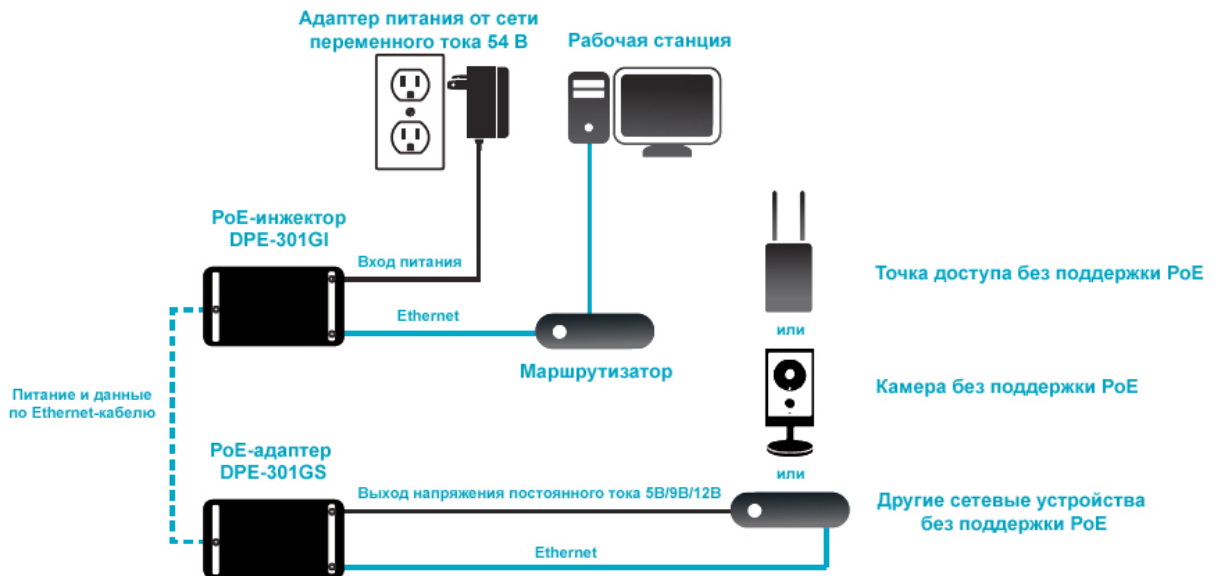 Адаптер питания от сети
переменного тока 54 В
Рабочая станция
PoE-инжектор
DPE-301GI
Вход питания
Ethernet
Маршрутизатор
Точка доступа без поддержки PoE
или
Камера без поддержки PoE
Питание и данные
по Ethernet-кабелю
или
PoE-адаптер
DPE-301GS
Выход напряжения постоянного тока 5В/9В/12В
Другие сетевые устройства
без поддержки PoE
Ethernet